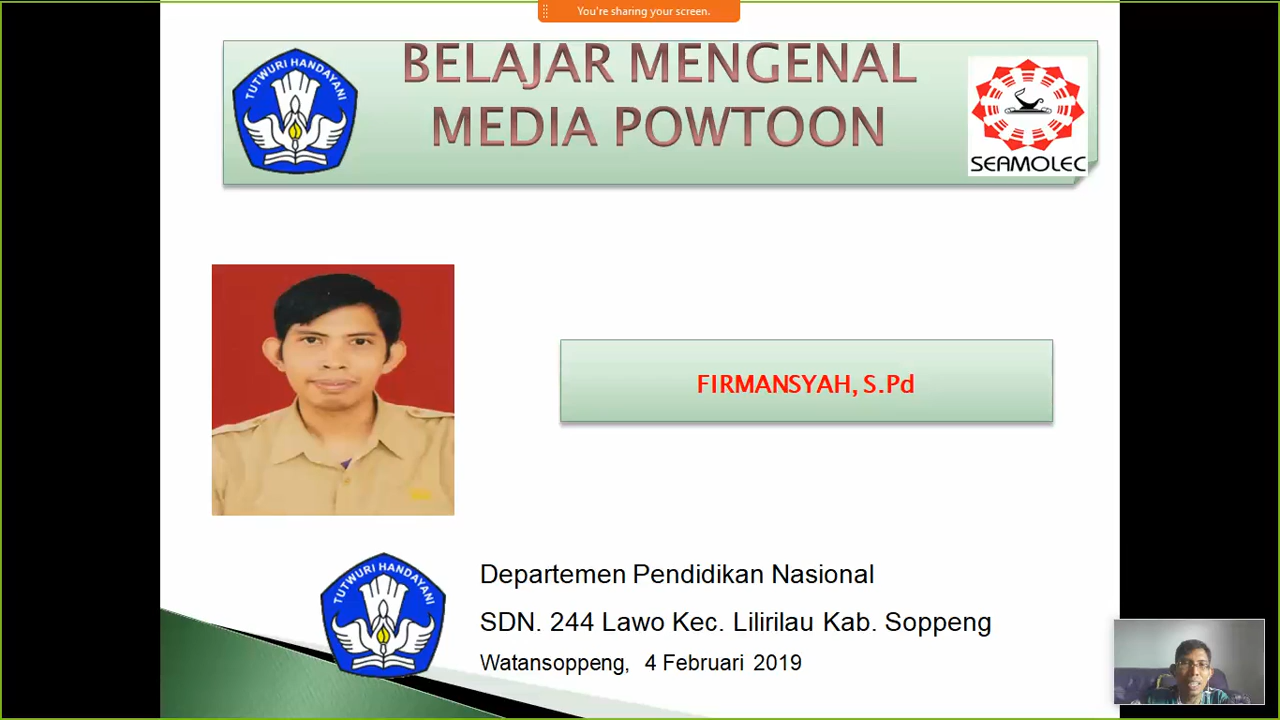 You're sharing your screen.
BELAJAR MENGENAL
MEDIA POWTOON
TUTWURI HANDAYANI
SEAMOLEC
FIRMANSYAH, S.Pd
TUTWURI HANDAYANI
Departemen Pendidikan Nasional
SDN. 244 Lawo Kec. Lilirilau Kab. Soppeng
Watansoppeng, 4 Februari 2019